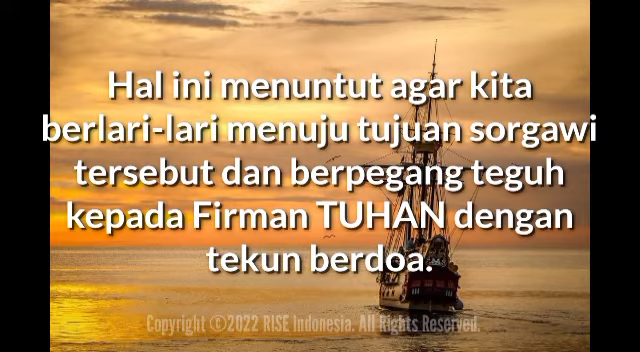 Hal ini menuntut agar kita
berlari-lari menuju tujuan sorgawi
tersebut dan berpegang teguh
kepada Firman TUHAN dengan
tekun berdoa.
Copyright ©2022 RISE Indonesia. All Rights Reserved.